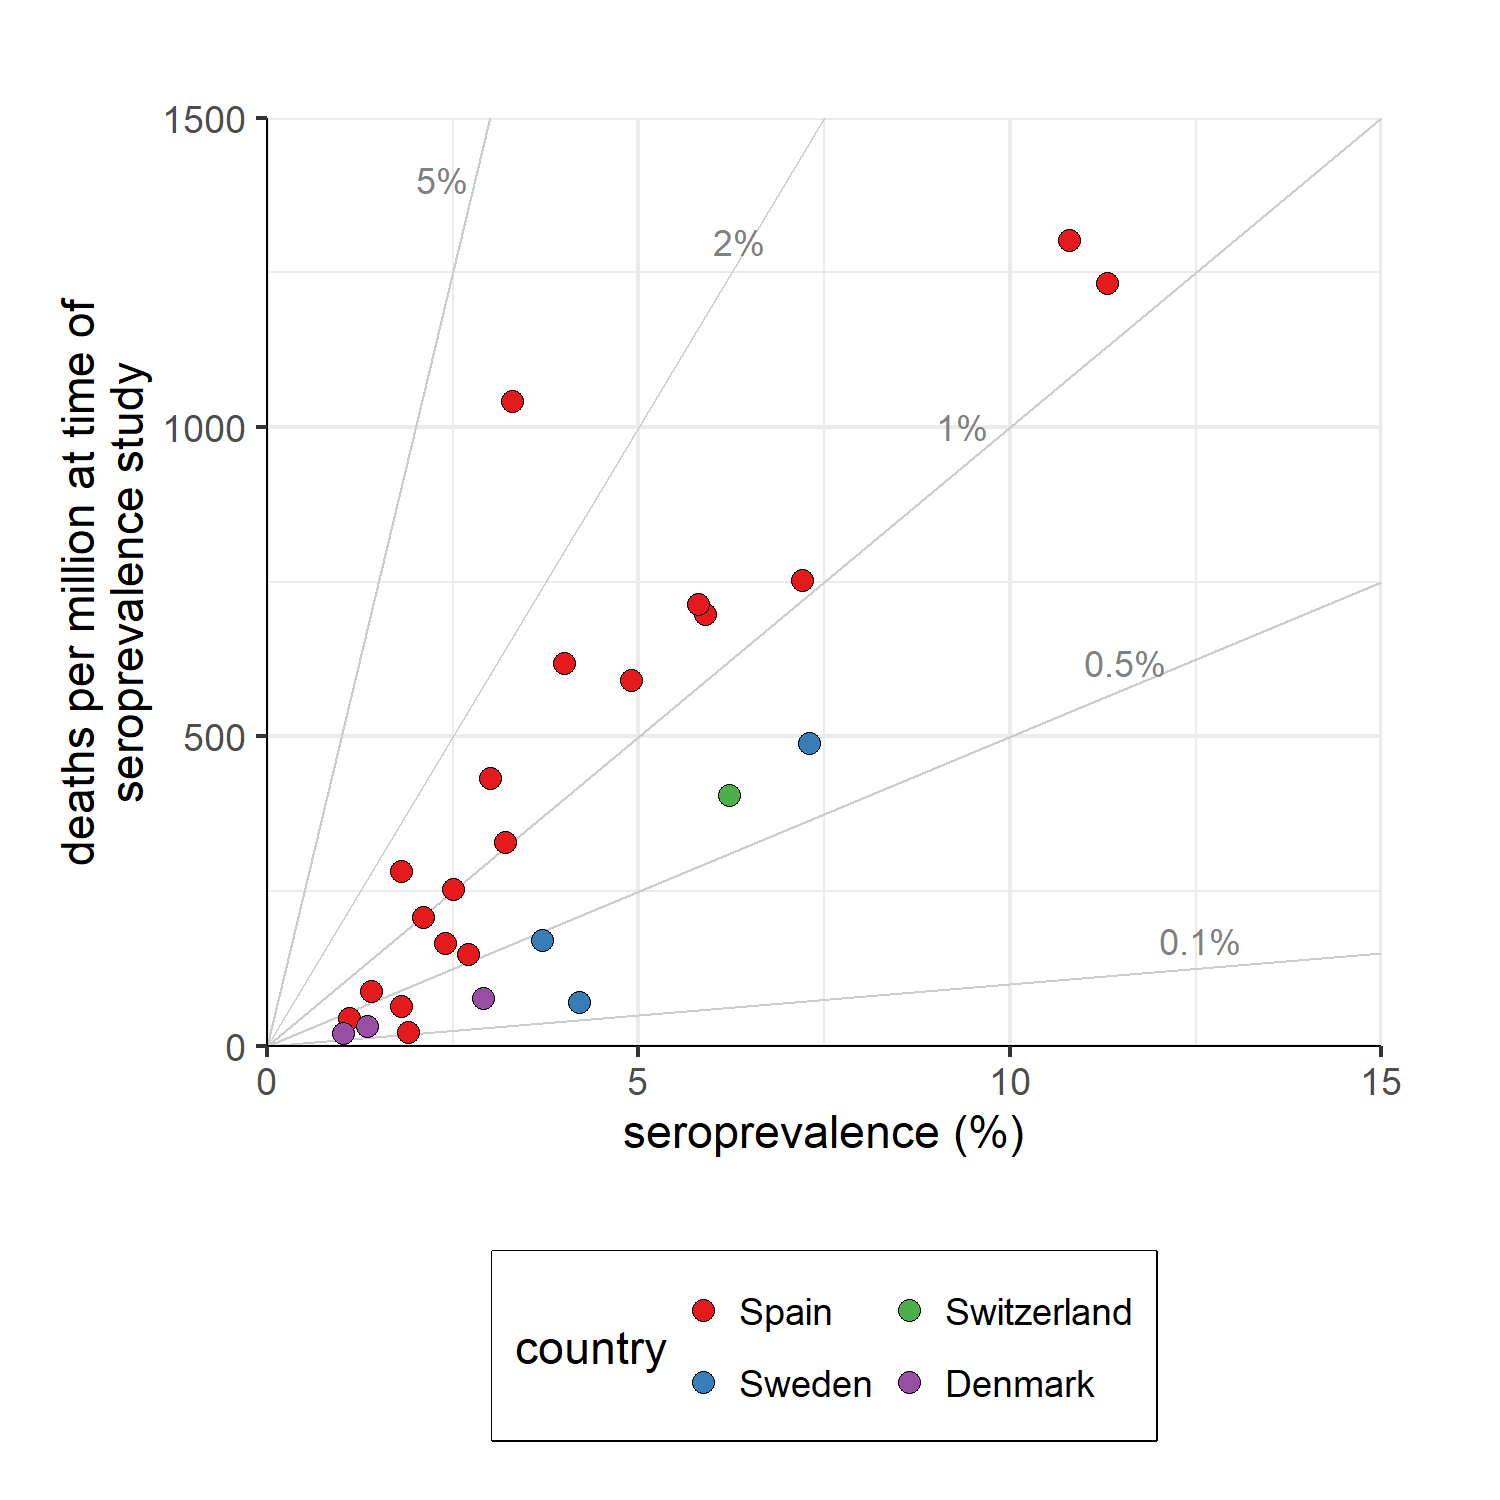 1500
5%
2%
1000
1%
0.5%
500
0.1%
0
deaths per million at time of
seroprevalence study
0 5 10 15
seroprevalence (%)
country
Spain Switzerland
Sweden Denmark